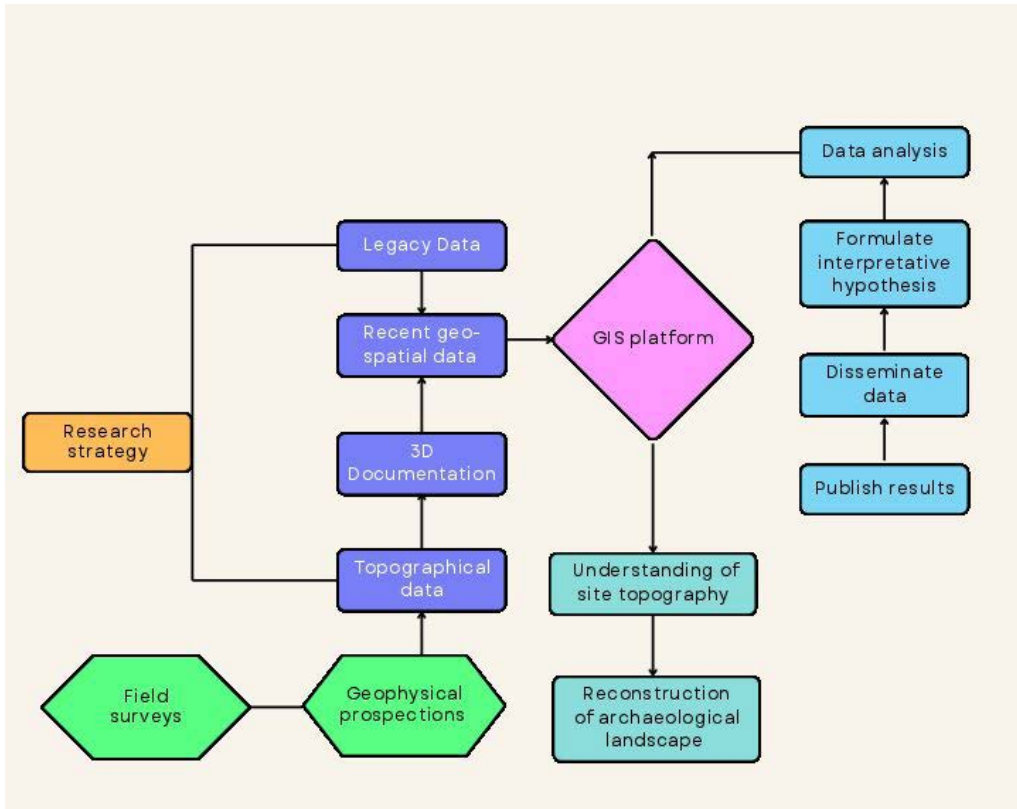 Data analysis
Legacy Data
Formulate
interpretative
hypothesis
Recent geo-
spatial data
GIS platform
Disseminate
data
Research
strategy
3D
Documentation
Publish results
Topographical
data
Understanding of
site topography
Field
surveys
Geophysical
prospections
Reconstruction
of archaeological
landscape